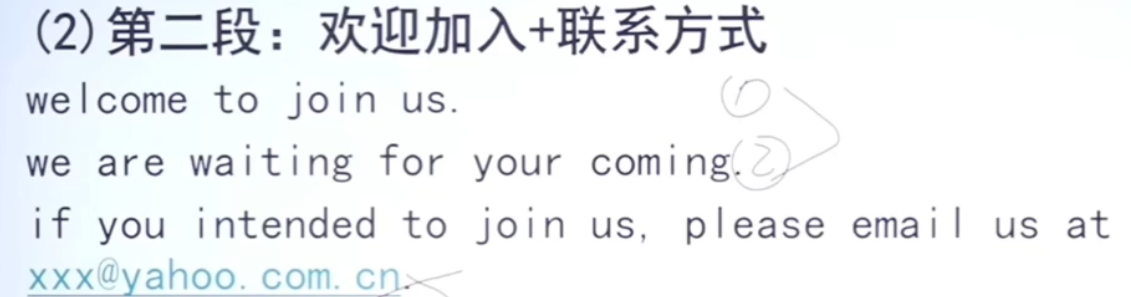 (2)第二段：欢迎加入+联系方式
welcome to join us. ①
we are waiting for your coming. ②
if you intended to join us, please email us at
xxx@yahoo.com.cn.